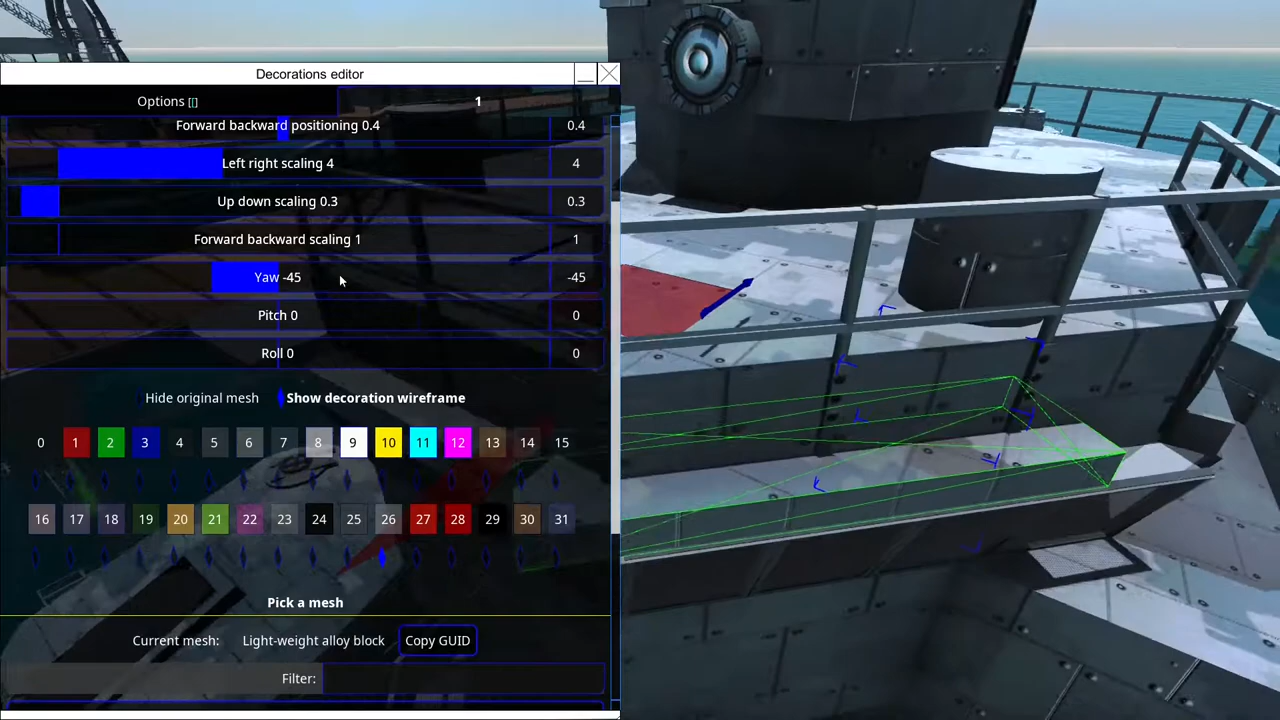 Decorations editor
Options [[]
1
Forward backward positioning 0.4 0.4
Left right scaling 4 4
Up down scaling 0.3 0.3
Forward backward scaling 1 1
Yaw -45 -45
Pitch 0 0
Roll 0 0
Hide original mesh Show decoration wireframe
0 1 2 3 4 5 6 7 8 9 10 11 12 13 14 15
16 17 18 19 20 21 22 23 24 25 26 27 28 29 30 31
Pick a mesh
Current mesh: Light-weight alloy block Copy GUID
Filter: